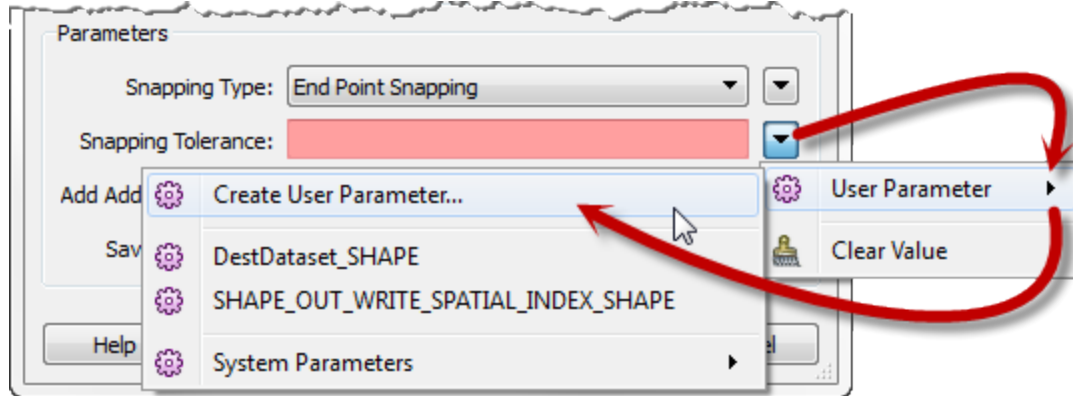 Parameters
Snapping Type: End Point Snapping
Snapping Tolerance:
Add Add
Create User Parameter...
User Parameter
Sav
DestDataset_SHAPE
Clear Value
SHAPE_OUT_WRITE_SPATIAL_INDEX_SHAPE
Help
System Parameters